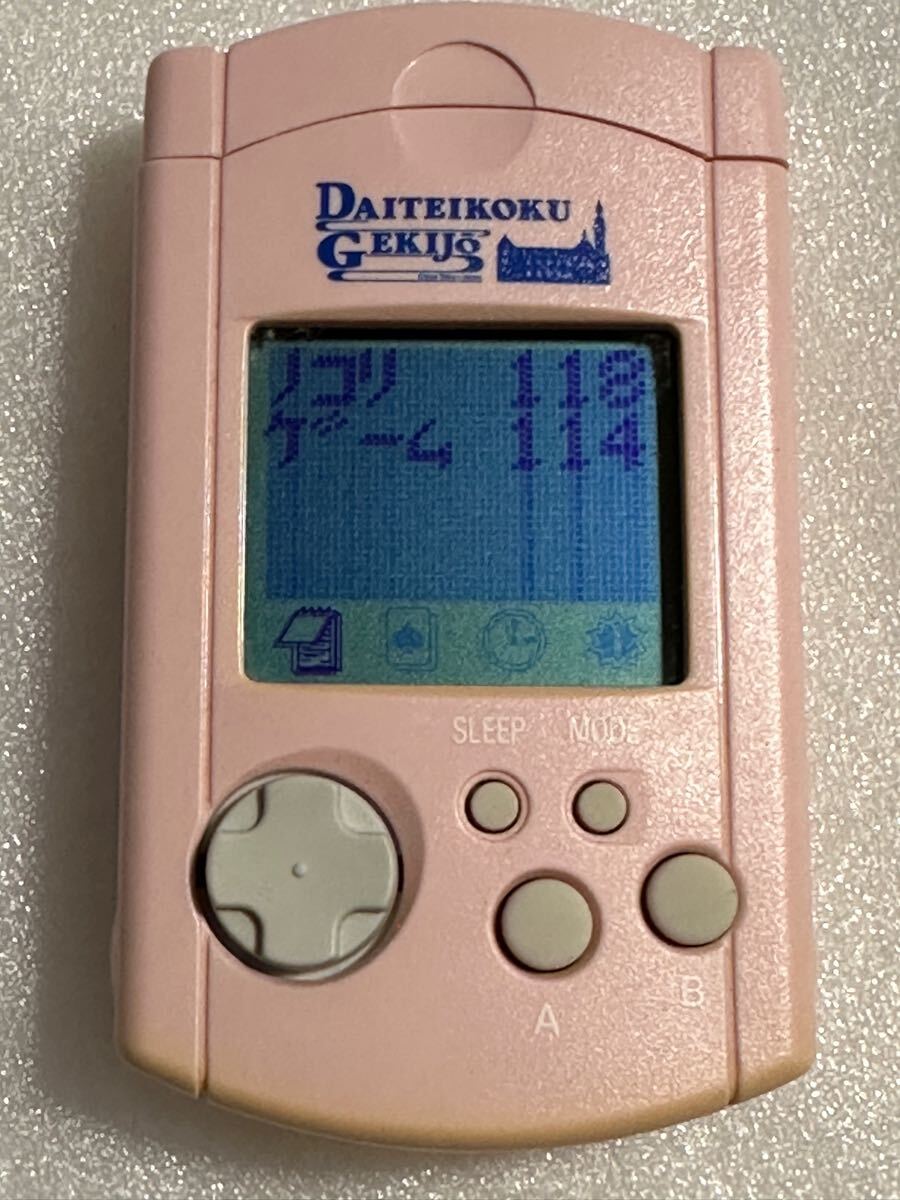 DAITEIKOKU
GEKIJŌ
ノコリ 118
ゲーム 114
SLEEP MODE
A B